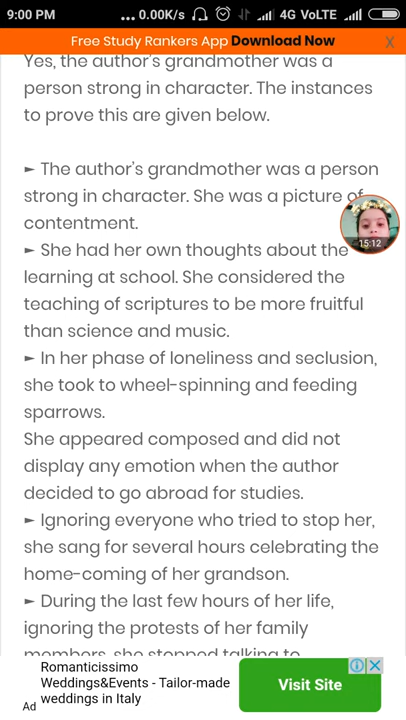 9:00 PM ... 0.00K/s 4G VoLTE
Free Study Rankers App Download Now X
Yes, the author's grandmother was a
person strong in character. The instances
to prove this are given below.
► The author's grandmother was a person
strong in character. She was a picture of
contentment.
15:12
► She had her own thoughts about the
learning at school. She considered the
teaching of scriptures to be more fruitful
than science and music.
► In her phase of loneliness and seclusion,
she took to wheel-spinning and feeding
sparrows.
She appeared composed and did not
display any emotion when the author
decided to go abroad for studies.
► Ignoring everyone who tried to stop her,
she sang for several hours celebrating the
home-coming of her grandson.
► During the last few hours of her life,
ignoring the protests of her family
members, she stopped talking to
Romanticissimo
Weddings&Events - Tailor-made
Ad weddings in Italy
Visit Site